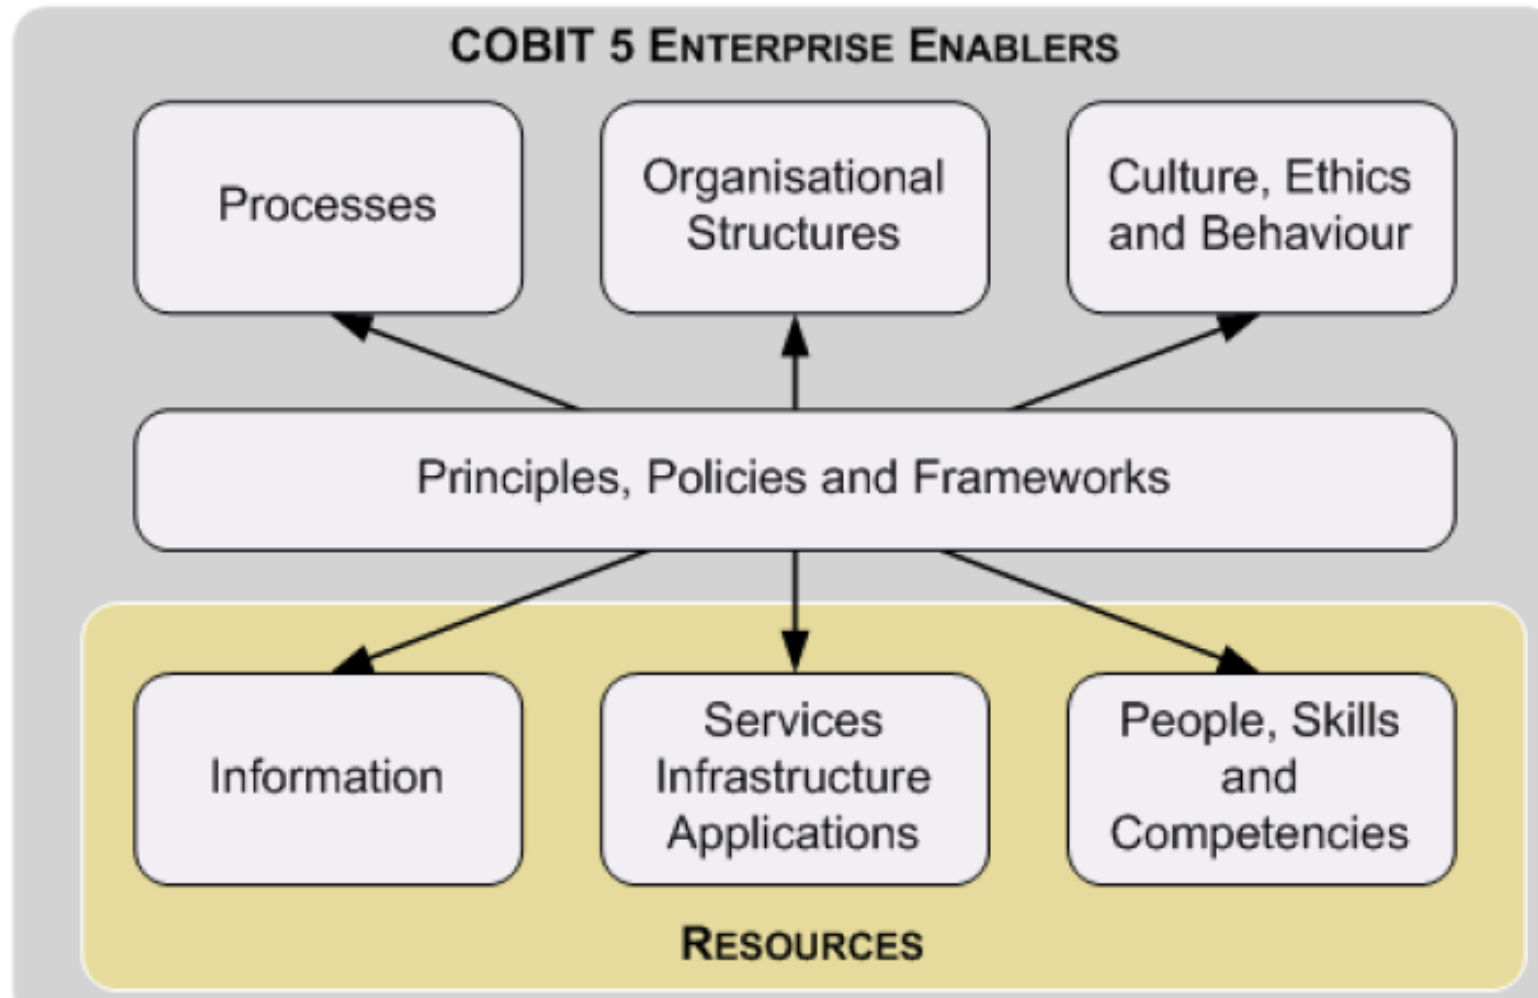 COBIT 5 ENTERPRISE ENABLERS
Processes
Organisational
Structures
Culture, Ethics
and Behaviour
Principles, Policies and Frameworks
Information
Services
Infrastructure
Applications
People, Skills
and
Competencies
RESOURCES